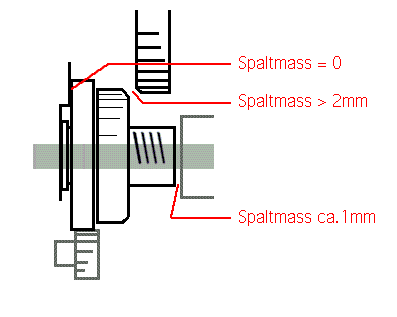 Spaltmass = 0
Spaltmass > 2mm
Spaltmass ca.1mm